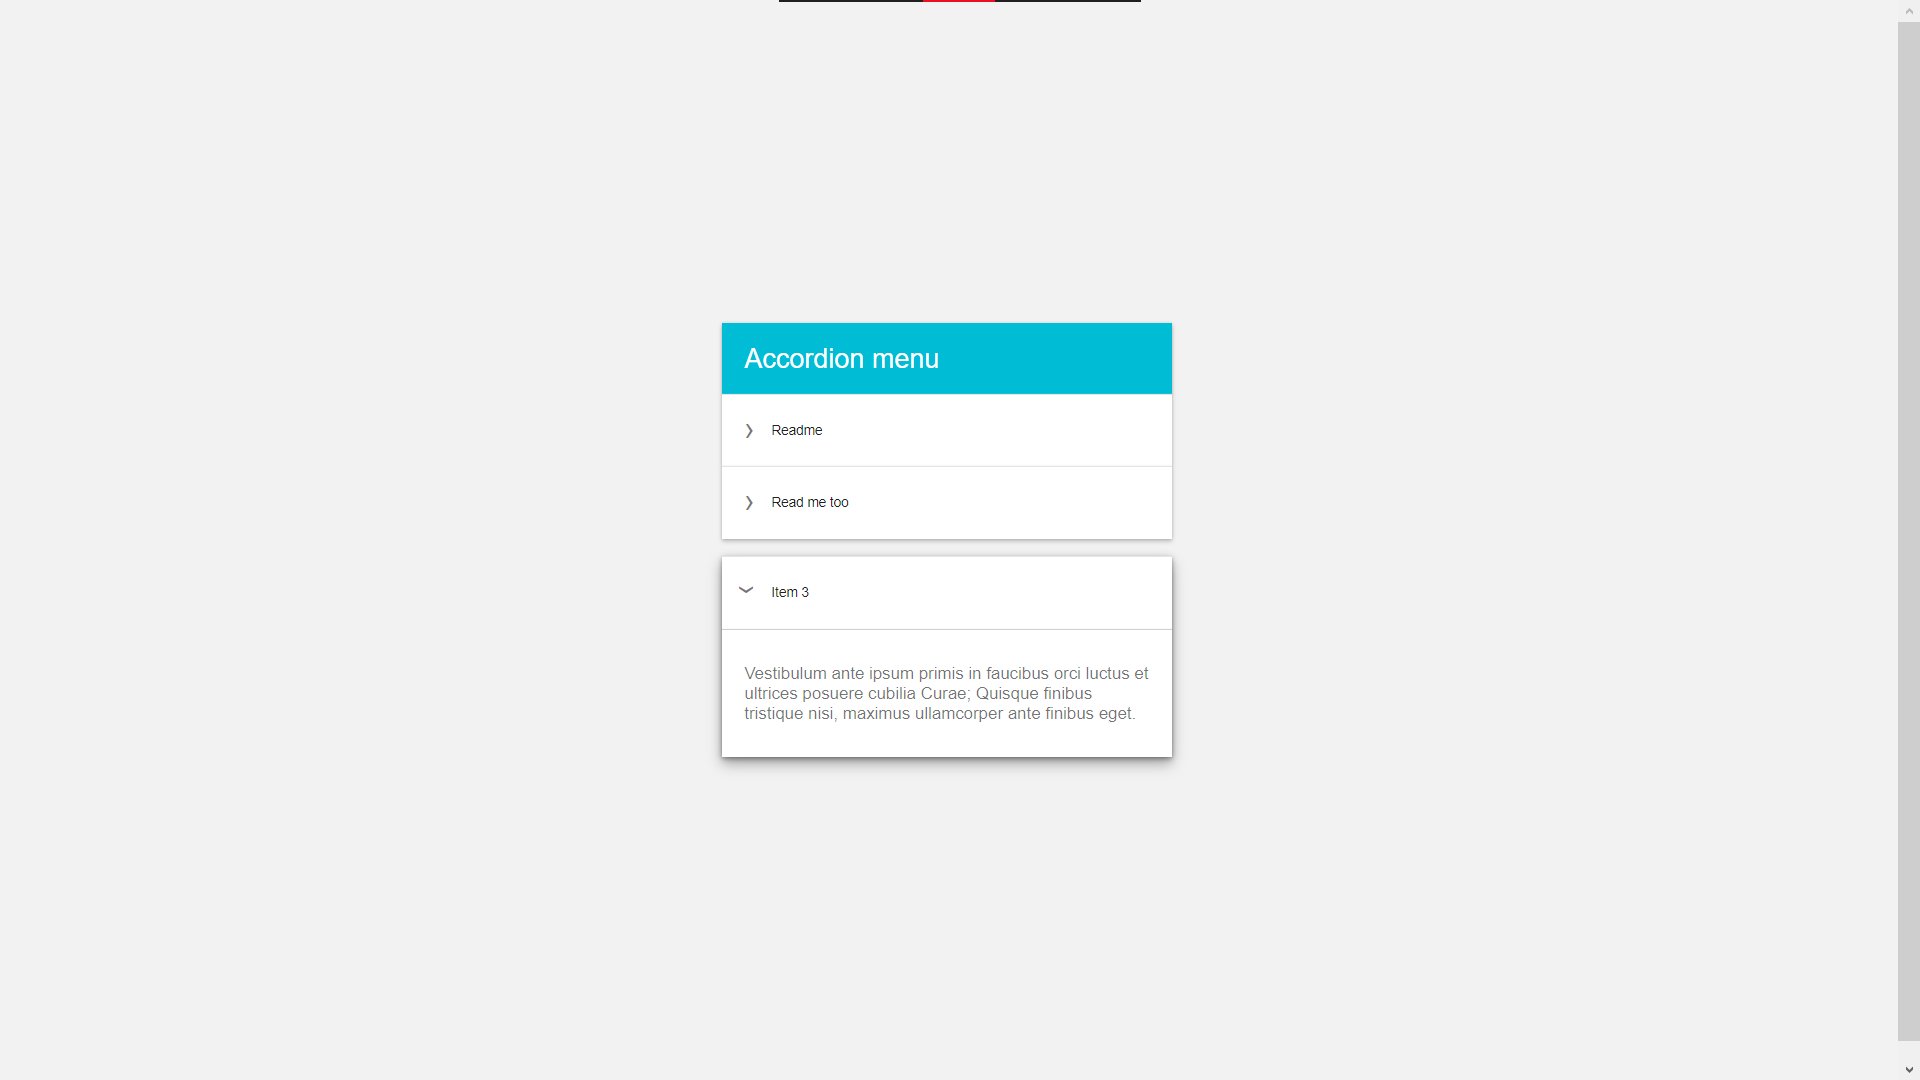 Accordion menu
Readme
Read me too
Item 3
Vestibulum ante ipsum primis in faucibus orci luctus et
ultrices posuere cubilia Curae; Quisque finibus
tristique nisi, maximus ullamcorper ante finibus eget.